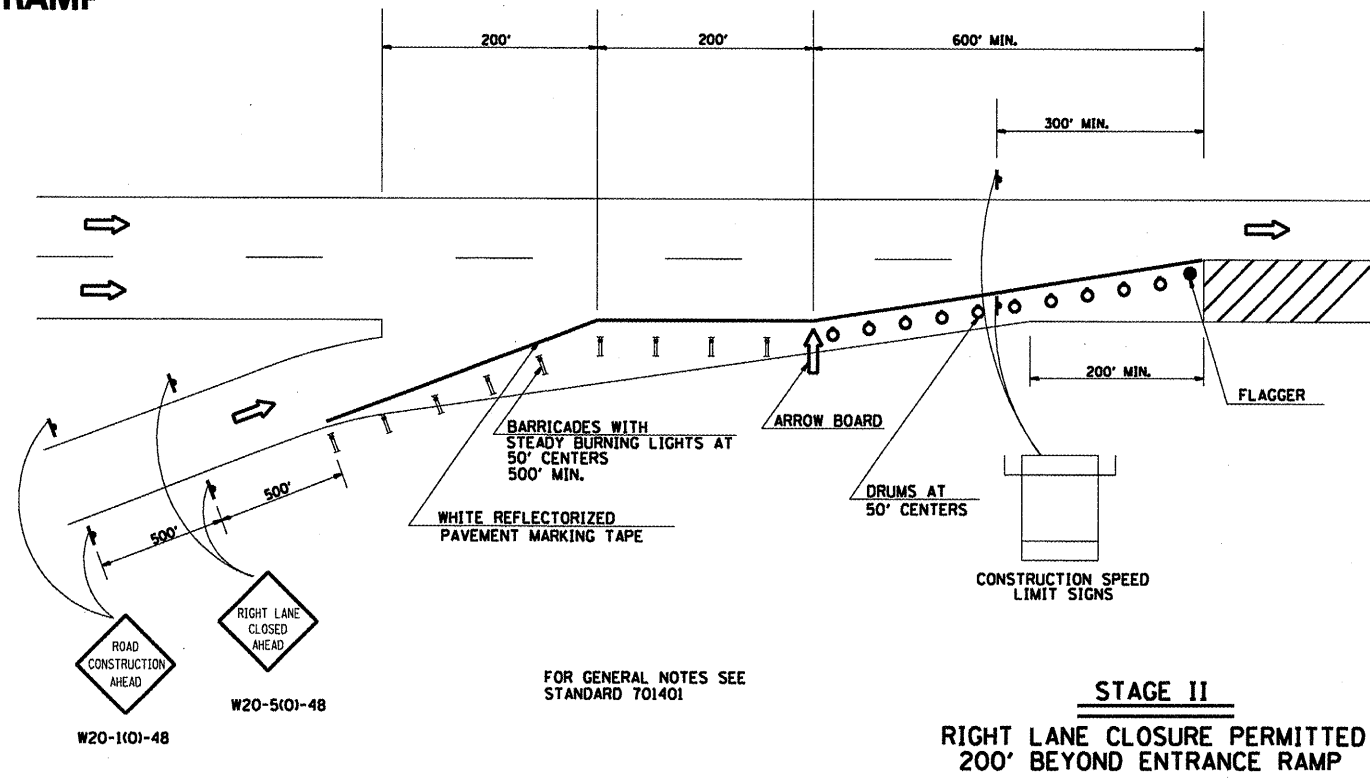 RAMP
200'
200'
600' MIN.
300' MIN.
200' MIN.
FLAGGER
ARROW BOARD
BARRICADES WITH
STEADY BURNING LIGHTS AT
50' CENTERS
500' MIN.
DRUMS AT
50' CENTERS
500'
500'
WHITE REFLECTORIZED
PAVEMENT MARKING TAPE
CONSTRUCTION SPEED
LIMIT SIGNS
RIGHT LANE
CLOSED
AHEAD
W20-5(O)-48
ROAD
CONSTRUCTION
AHEAD
W20-1(O)-48
FOR GENERAL NOTES SEE
STANDARD 701401
STAGE II
RIGHT LANE CLOSURE PERMITTED
200' BEYOND ENTRANCE RAMP